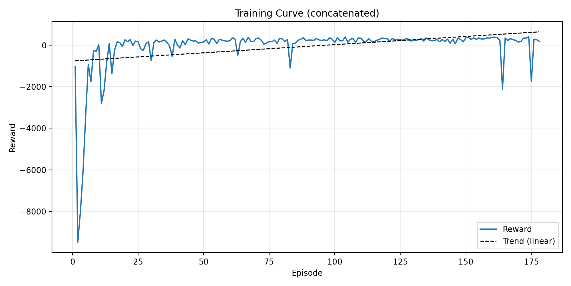 Training Curve (concatenated)
0
−2000
−4000
−6000
−8000
Reward
0
25
50
75
100
125
150
175
Episode
Reward
Trend (linear)